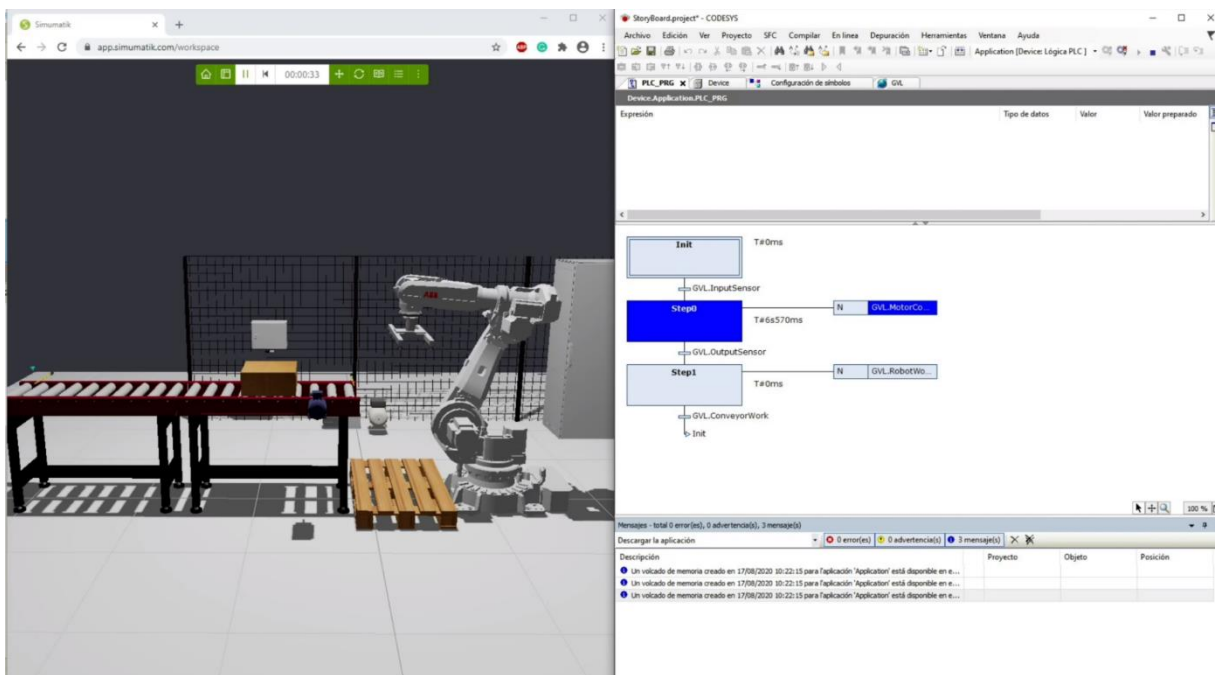 Simumatik
app.simumatik.com/workspace
00:00:33
ABB
StoryBoard.project* - CODESYS
Archivo Edición Ver Proyecto SFC Compilar En línea Depuración Herramientas Ventana Ayuda
Application [Device: Lógica PLC]
PLC_PRG Device Configuración de símbolos GVL
Device.Application.PLC_PRG
Expresión Tipo de datos Valor Valor preparado
Init T#0ms
GVL.InputSensor
Step0 N GVL.MotorCo...
T#6s570ms
GVL.OutputSensor
Step1 N GVL.RobotWo...
T#0ms
GVL.ConveyorWork
Init
100 %
Mensajes - total 0 error(es), 0 advertencia(s), 3 mensaje(s)
Descargar la aplicación 0 error(es) 0 advertencia(s) 3 mensaje(s)
Descripción Proyecto Objeto Posición
Un volcado de memoria creado en 17/08/2020 10:22:15 para l'aplicación 'Application' está disponible en e...
Un volcado de memoria creado en 17/08/2020 10:22:15 para l'aplicación 'Application' está disponible en e...
Un volcado de memoria creado en 17/08/2020 10:22:15 para l'aplicación 'Application' está disponible en e...